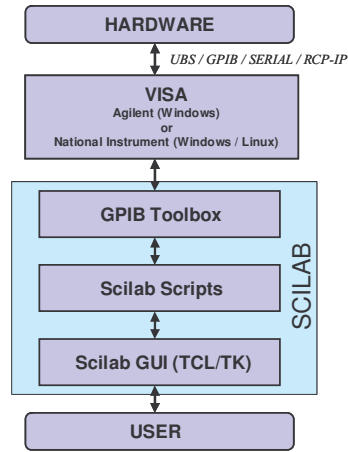 HARDWARE
UBS / GPIB / SERIAL / RCP-IP
VISA
Agilent (Windows)
or
National Instrument (Windows / Linux)
GPIB Toolbox
Scilab Scripts
Scilab GUI (TCL/TK)
SCILAB
USER